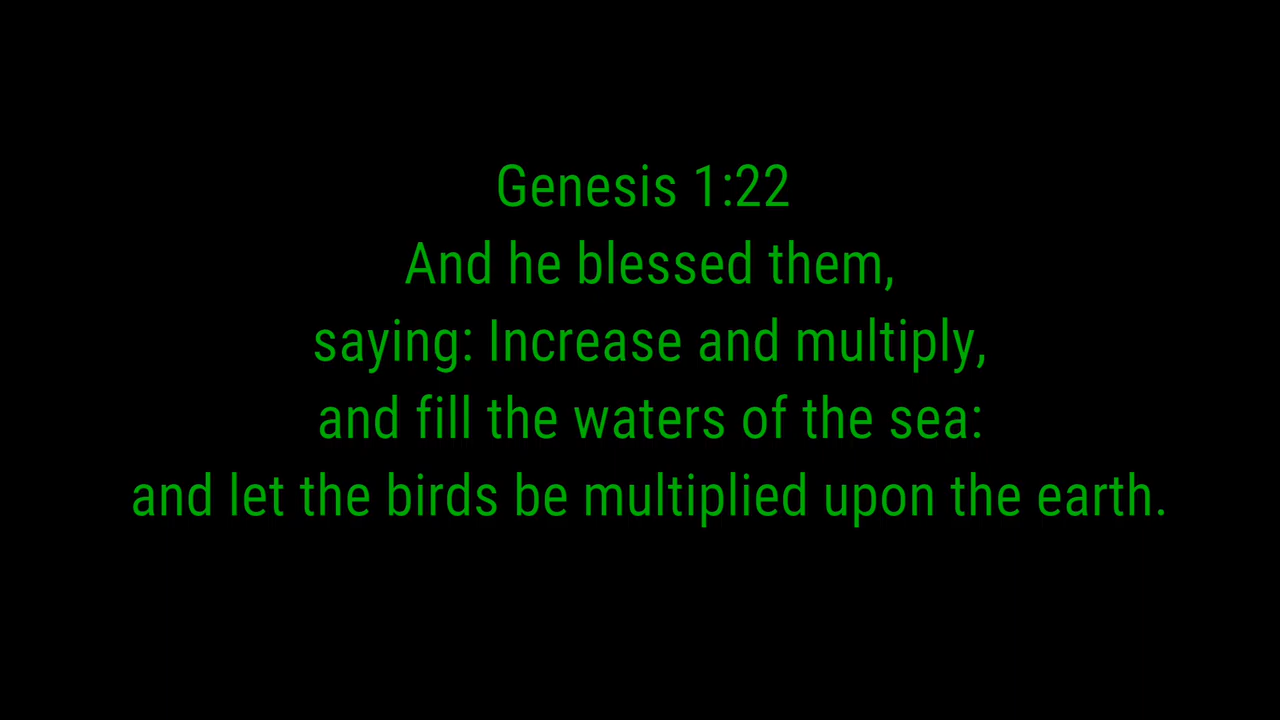 Genesis 1:22
And he blessed them,
saying: Increase and multiply,
and fill the waters of the sea:
and let the birds be multiplied upon the earth.